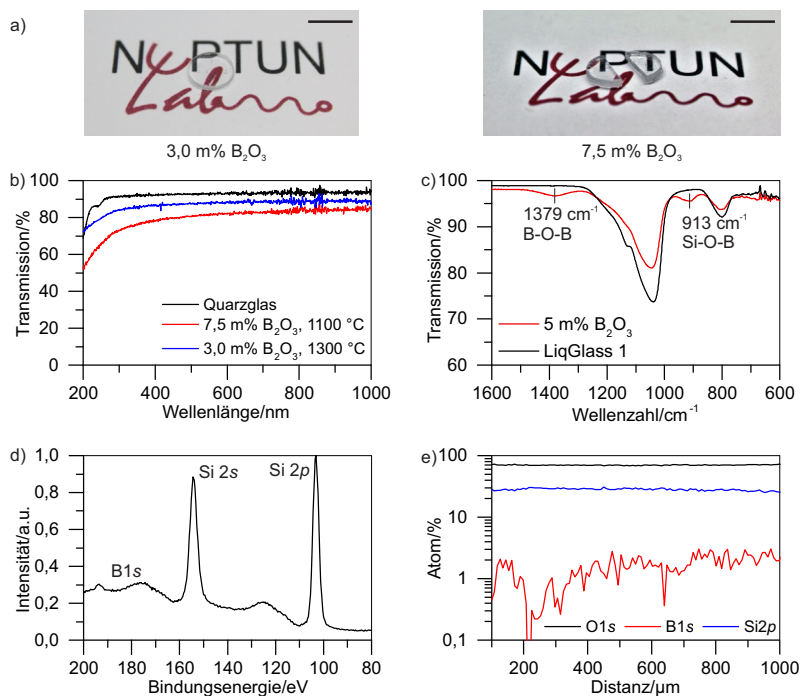 a)
NEPTUN
Labmo
NEPTUN
Labmo
3,0 m% B₂O₃
7,5 m% B₂O₃
b)
100
80
60
40
20
0
Transmission/%
Quarzglas
7,5 m% B₂O₃, 1100 °C
3,0 m% B₂O₃, 1300 °C
200
400
600
800
1000
Wellenlänge/nm
c)
100
90
80
70
60
Transmission/%
1379 cm⁻¹
B-O-B
913 cm⁻¹
Si-O-B
5 m% B₂O₃
LiqGlass 1
1600
1400
1200
1000
800
600
Wellenzahl/cm⁻¹
d)
1,0
0,8
0,6
0,4
0,2
0,0
Intensität/a.u.
B1s
Si 2s
Si 2p
200
160
120
80
Bindungsenergie/eV
e)
100
10
1
0,1
Atom/%
O1s
B1s
Si2p
200
400
600
800
1000
Distanz/µm